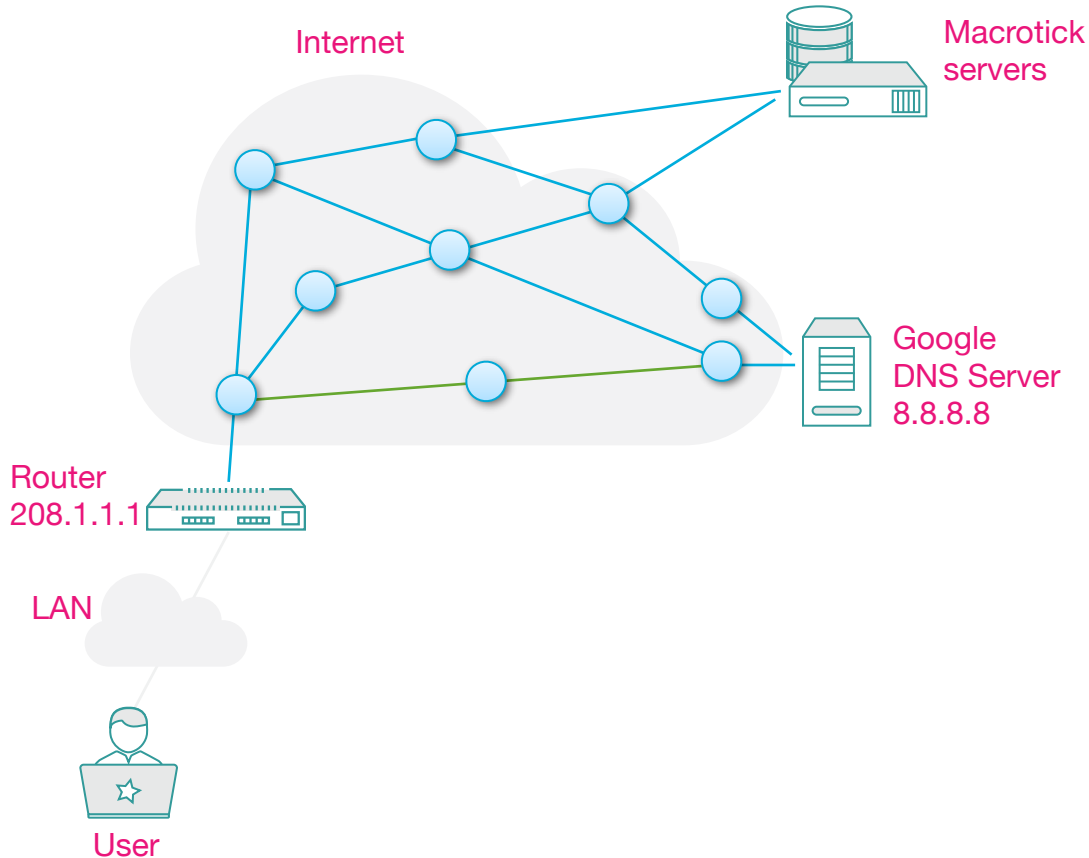 Internet
Macrotick
servers
Google
DNS Server
8.8.8.8
Router
208.1.1.1
LAN
User